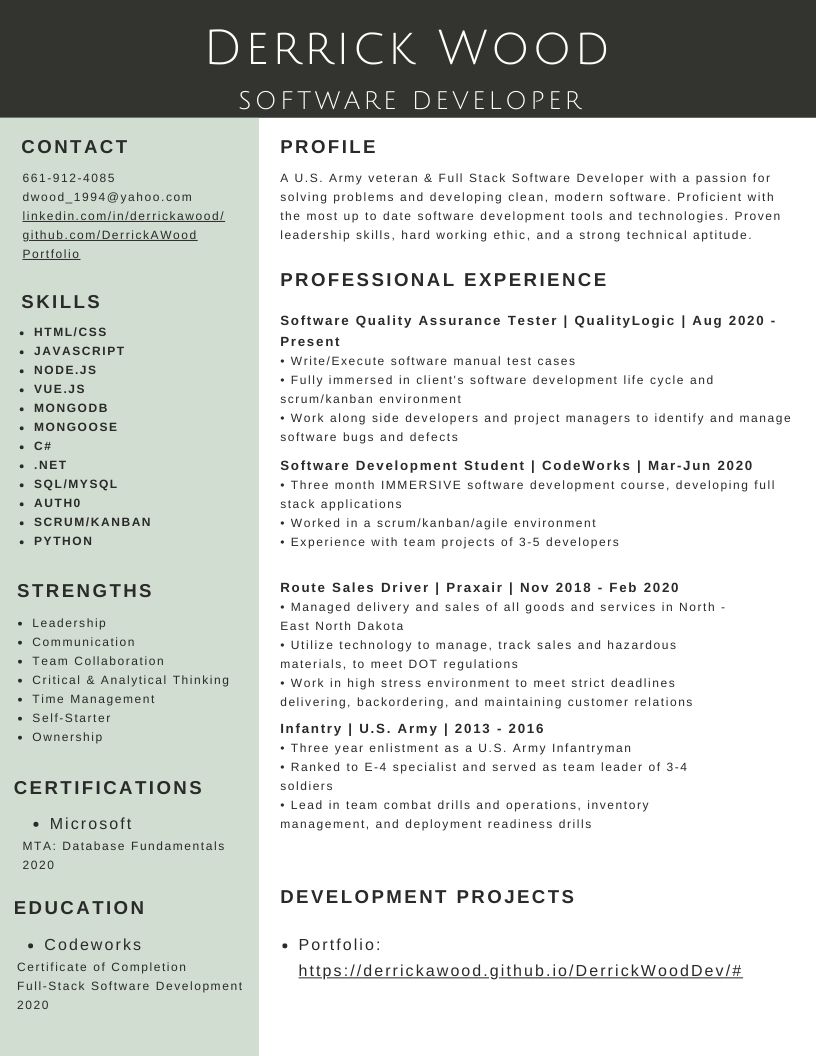 DERRICK WOOD
SOFTWARE DEVELOPER
CONTACT
661-912-4085
dwood_1994@yahoo.com
linkedin.com/in/derrickawood/
github.com/DerrickAWood
Portfolio
SKILLS
• HTML/CSS
• JAVASCRIPT
• NODE.JS
• VUE.JS
• MONGODB
• MONGOOSE
• C#
• .NET
• SQL/MYSQL
• AUTH0
• SCRUM/KANBAN
• PYTHON
STRENGTHS
• Leadership
• Communication
• Team Collaboration
• Critical & Analytical Thinking
• Time Management
• Self-Starter
• Ownership
CERTIFICATIONS
• Microsoft
MTA: Database Fundamentals
2020
EDUCATION
• Codeworks
Certificate of Completion
Full-Stack Software Development
2020
PROFILE
A U.S. Army veteran & Full Stack Software Developer with a passion for
solving problems and developing clean, modern software. Proficient with
the most up to date software development tools and technologies. Proven
leadership skills, hard working ethic, and a strong technical aptitude.
PROFESSIONAL EXPERIENCE
Software Quality Assurance Tester | QualityLogic | Aug 2020 -
Present
• Write/Execute software manual test cases
• Fully immersed in client's software development life cycle and
scrum/kanban environment
• Work along side developers and project managers to identify and manage
software bugs and defects
Software Development Student | CodeWorks | Mar-Jun 2020
• Three month IMMERSIVE software development course, developing full
stack applications
• Worked in a scrum/kanban/agile environment
• Experience with team projects of 3-5 developers
Route Sales Driver | Praxair | Nov 2018 - Feb 2020
• Managed delivery and sales of all goods and services in North -
East North Dakota
• Utilize technology to manage, track sales and hazardous
materials, to meet DOT regulations
• Work in high stress environment to meet strict deadlines
delivering, backordering, and maintaining customer relations
Infantry | U.S. Army | 2013 - 2016
• Three year enlistment as a U.S. Army Infantryman
• Ranked to E-4 specialist and served as team leader of 3-4
soldiers
• Lead in team combat drills and operations, inventory
management, and deployment readiness drills
DEVELOPMENT PROJECTS
• Portfolio:
https://derrickawood.github.io/DerrickWoodDev/#